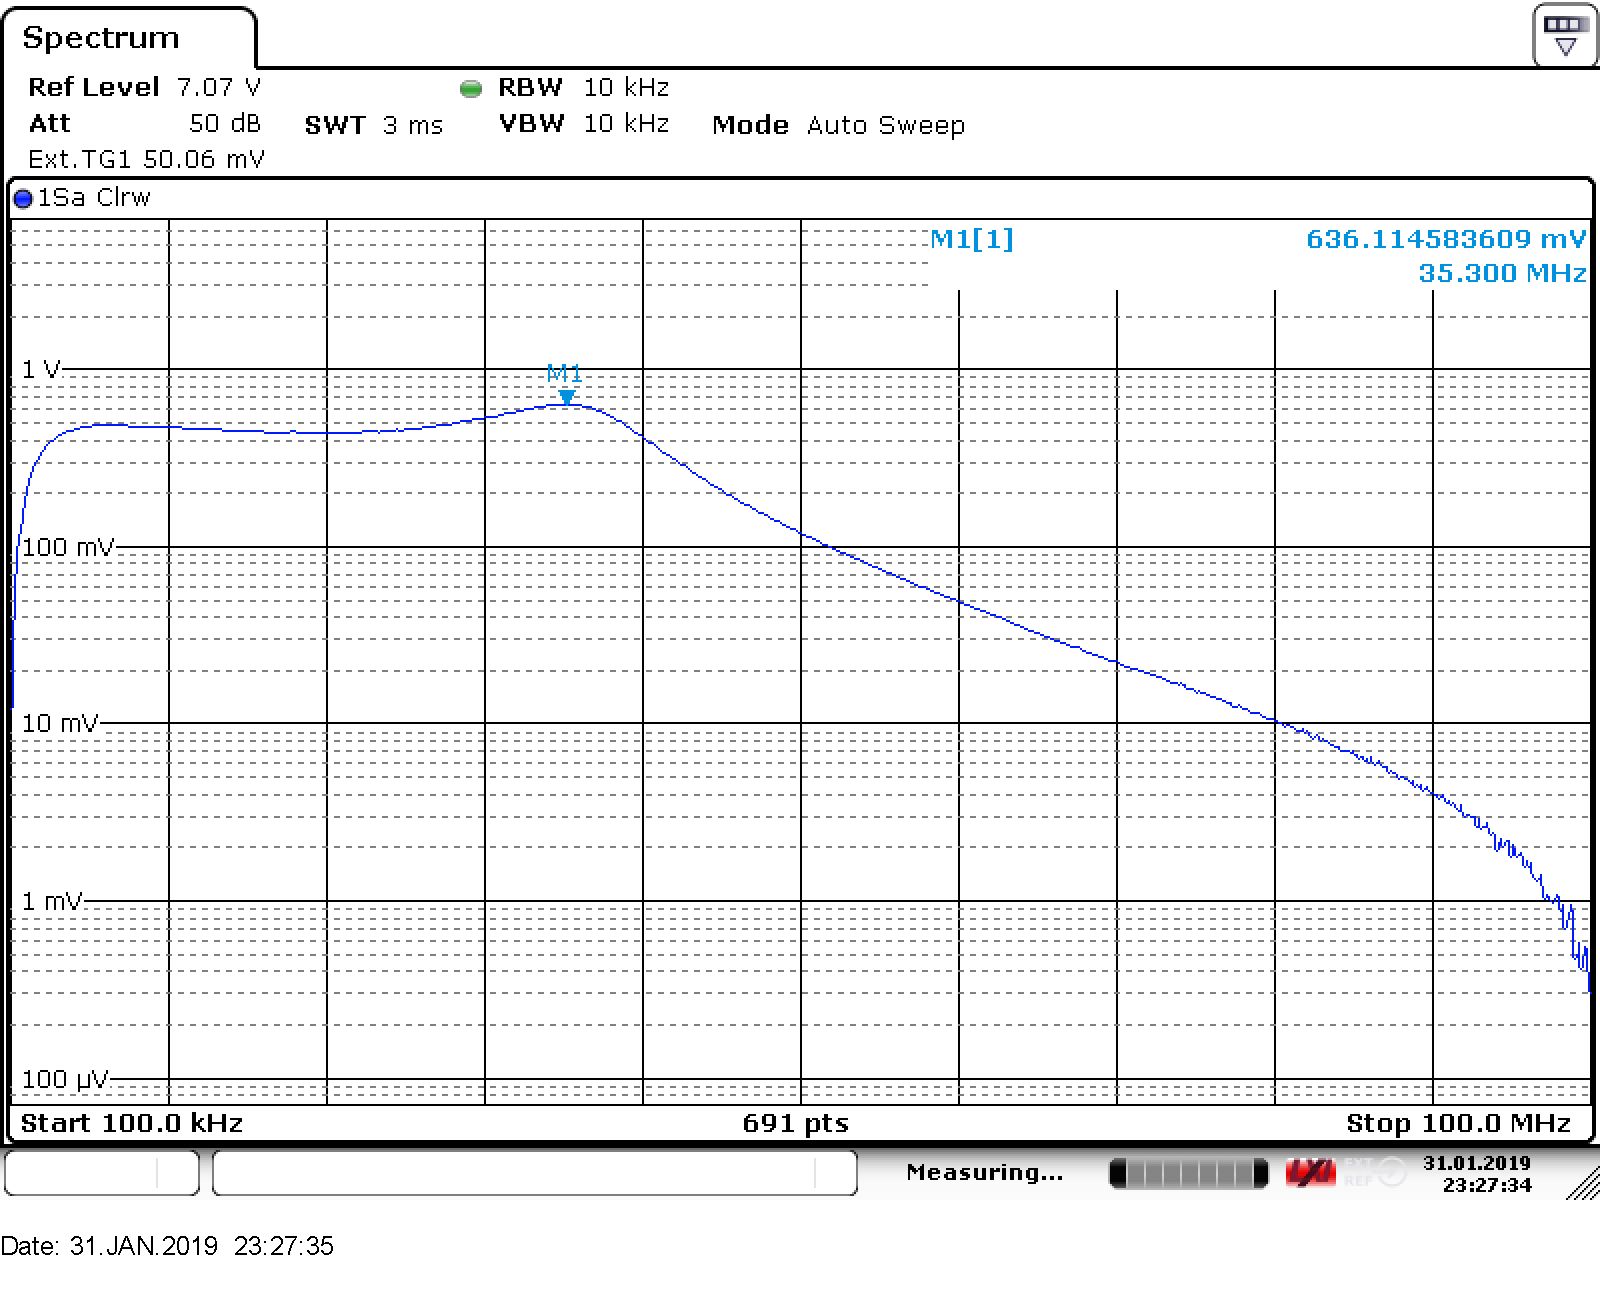 Spectrum
Ref Level 7.07 V RBW 10 kHz
Att 50 dB SWT 3 ms VBW 10 kHz Mode Auto Sweep
Ext.TG1 50.06 mV
1Sa Clrw
M1[1] 636.114583609 mV
35.300 MHz
1 V
M1
100 mV
10 mV
1 mV
100 µV
Start 100.0 kHz 691 pts Stop 100.0 MHz
Measuring... LXI EXT REF 31.01.2019
23:27:34
Date: 31.JAN.2019 23:27:35